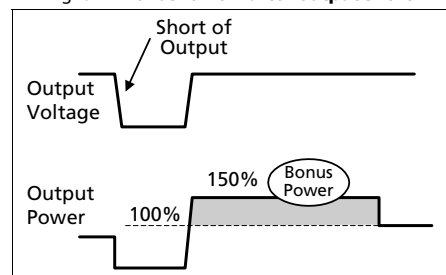 Short of
Output
Output
Voltage
150%
Bonus
Power
Output
Power
100%